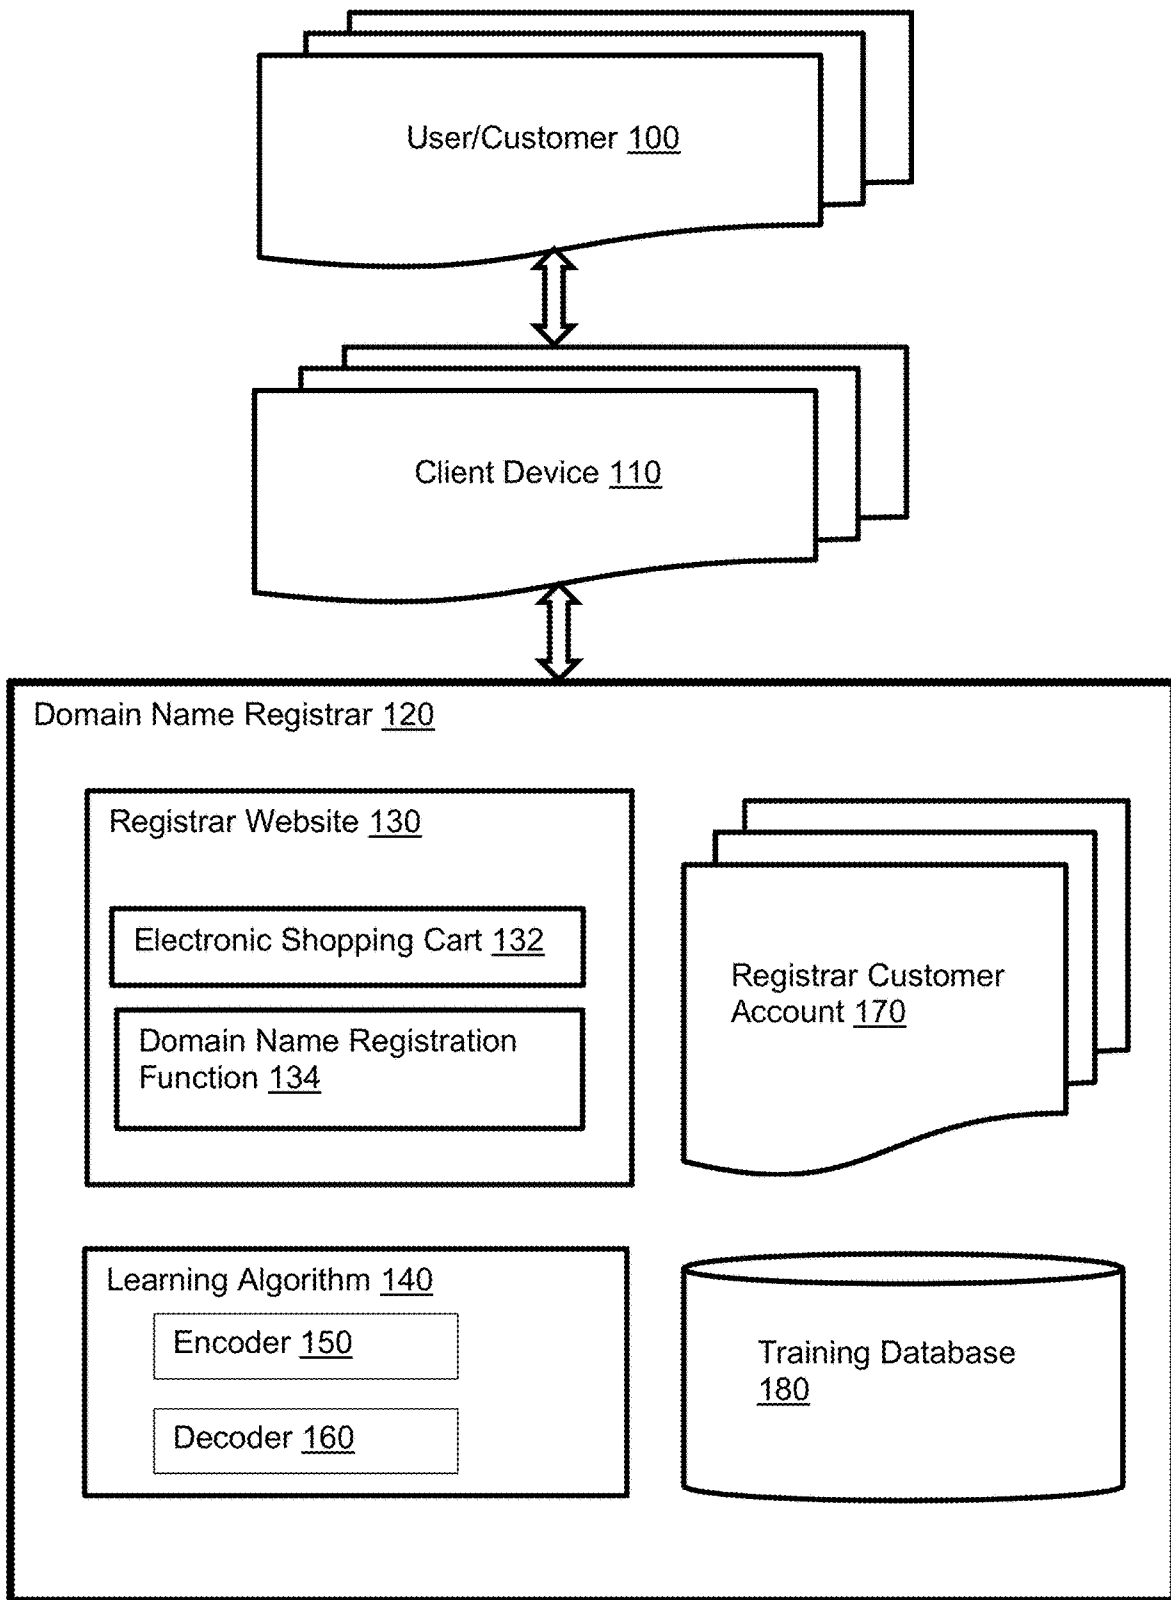 User/Customer 100
Client Device 110
Domain Name Registrar 120
Registrar Website 130
Electronic Shopping Cart 132
Domain Name Registration
Function 134
Registrar Customer
Account 170
Learning Algorithm 140
Encoder 150
Decoder 160
Training Database
180